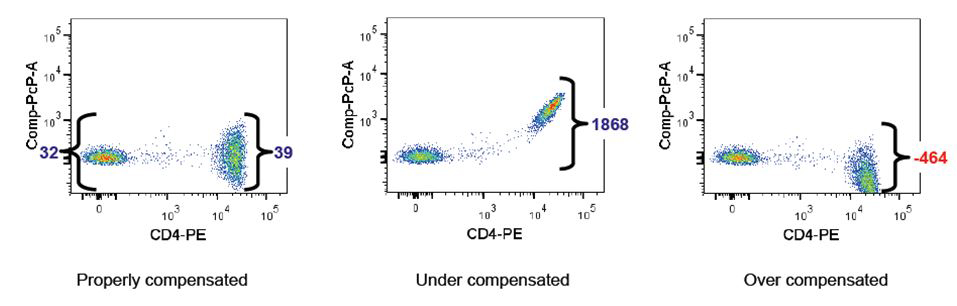 10^5
10^4
10^3
Comp-PcP-A
32
39
0
10^3
10^4
10^5
CD4-PE
Properly compensated
10^5
10^4
10^3
Comp-PcP-A
1868
0
10^3
10^4
10^5
CD4-PE
Under compensated
10^5
10^4
10^3
Comp-PcP-A
-464
0
10^3
10^4
10^5
CD4-PE
Over compensated